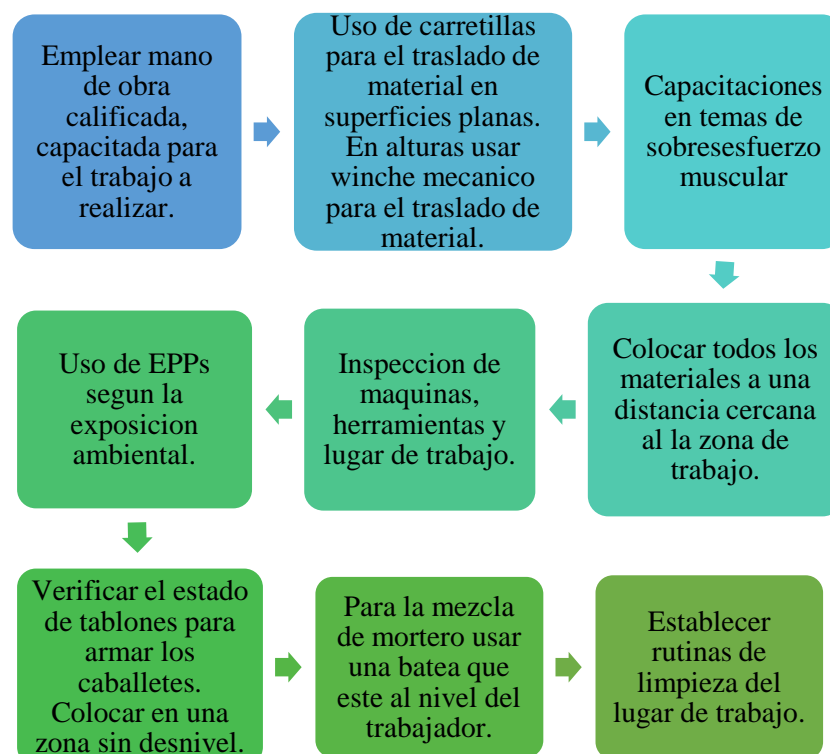 Emplear mano
de obra
calificada,
capacitada para
el trabajo a
realizar.
Uso de carretillas
para el traslado de
material en
superficies planas.
En alturas usar
winche mecanico
para el traslado de
material.
Capacitaciones
en temas de
sobresesfuerzo
muscular
Colocar todos los
materiales a una
distancia cercana
al la zona de
trabajo.
Inspeccion de
maquinas,
herramientas y
lugar de trabajo.
Uso de EPPs
segun la
exposicion
ambiental.
Verificar el estado
de tablones para
armar los
caballetes.
Colocar en una
zona sin desnivel.
Para la mezcla
de mortero usar
una batea que
este al nivel del
trabajador.
Establecer
rutinas de
limpieza del
lugar de trabajo.